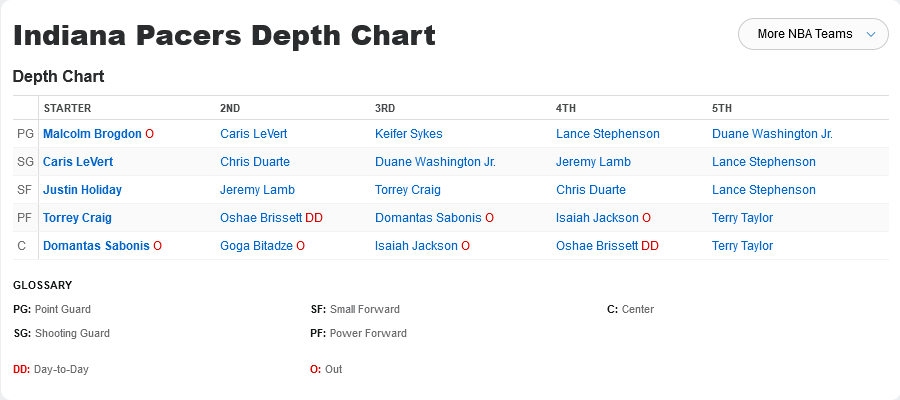 Indiana Pacers Depth Chart
More NBA Teams
Depth Chart
STARTER 2ND 3RD 4TH 5TH
PG Malcolm Brogdon O Caris LeVert Keifer Sykes Lance Stephenson Duane Washington Jr.
SG Caris LeVert Chris Duarte Duane Washington Jr. Jeremy Lamb Lance Stephenson
SF Justin Holiday Jeremy Lamb Torrey Craig Chris Duarte Lance Stephenson
PF Torrey Craig Oshae Brissett DD Domantas Sabonis O Isaiah Jackson O Terry Taylor
C Domantas Sabonis O Goga Bitadze O Isaiah Jackson O Oshae Brissett DD Terry Taylor
GLOSSARY
PG: Point Guard SF: Small Forward C: Center
SG: Shooting Guard PF: Power Forward
DD: Day-to-Day O: Out